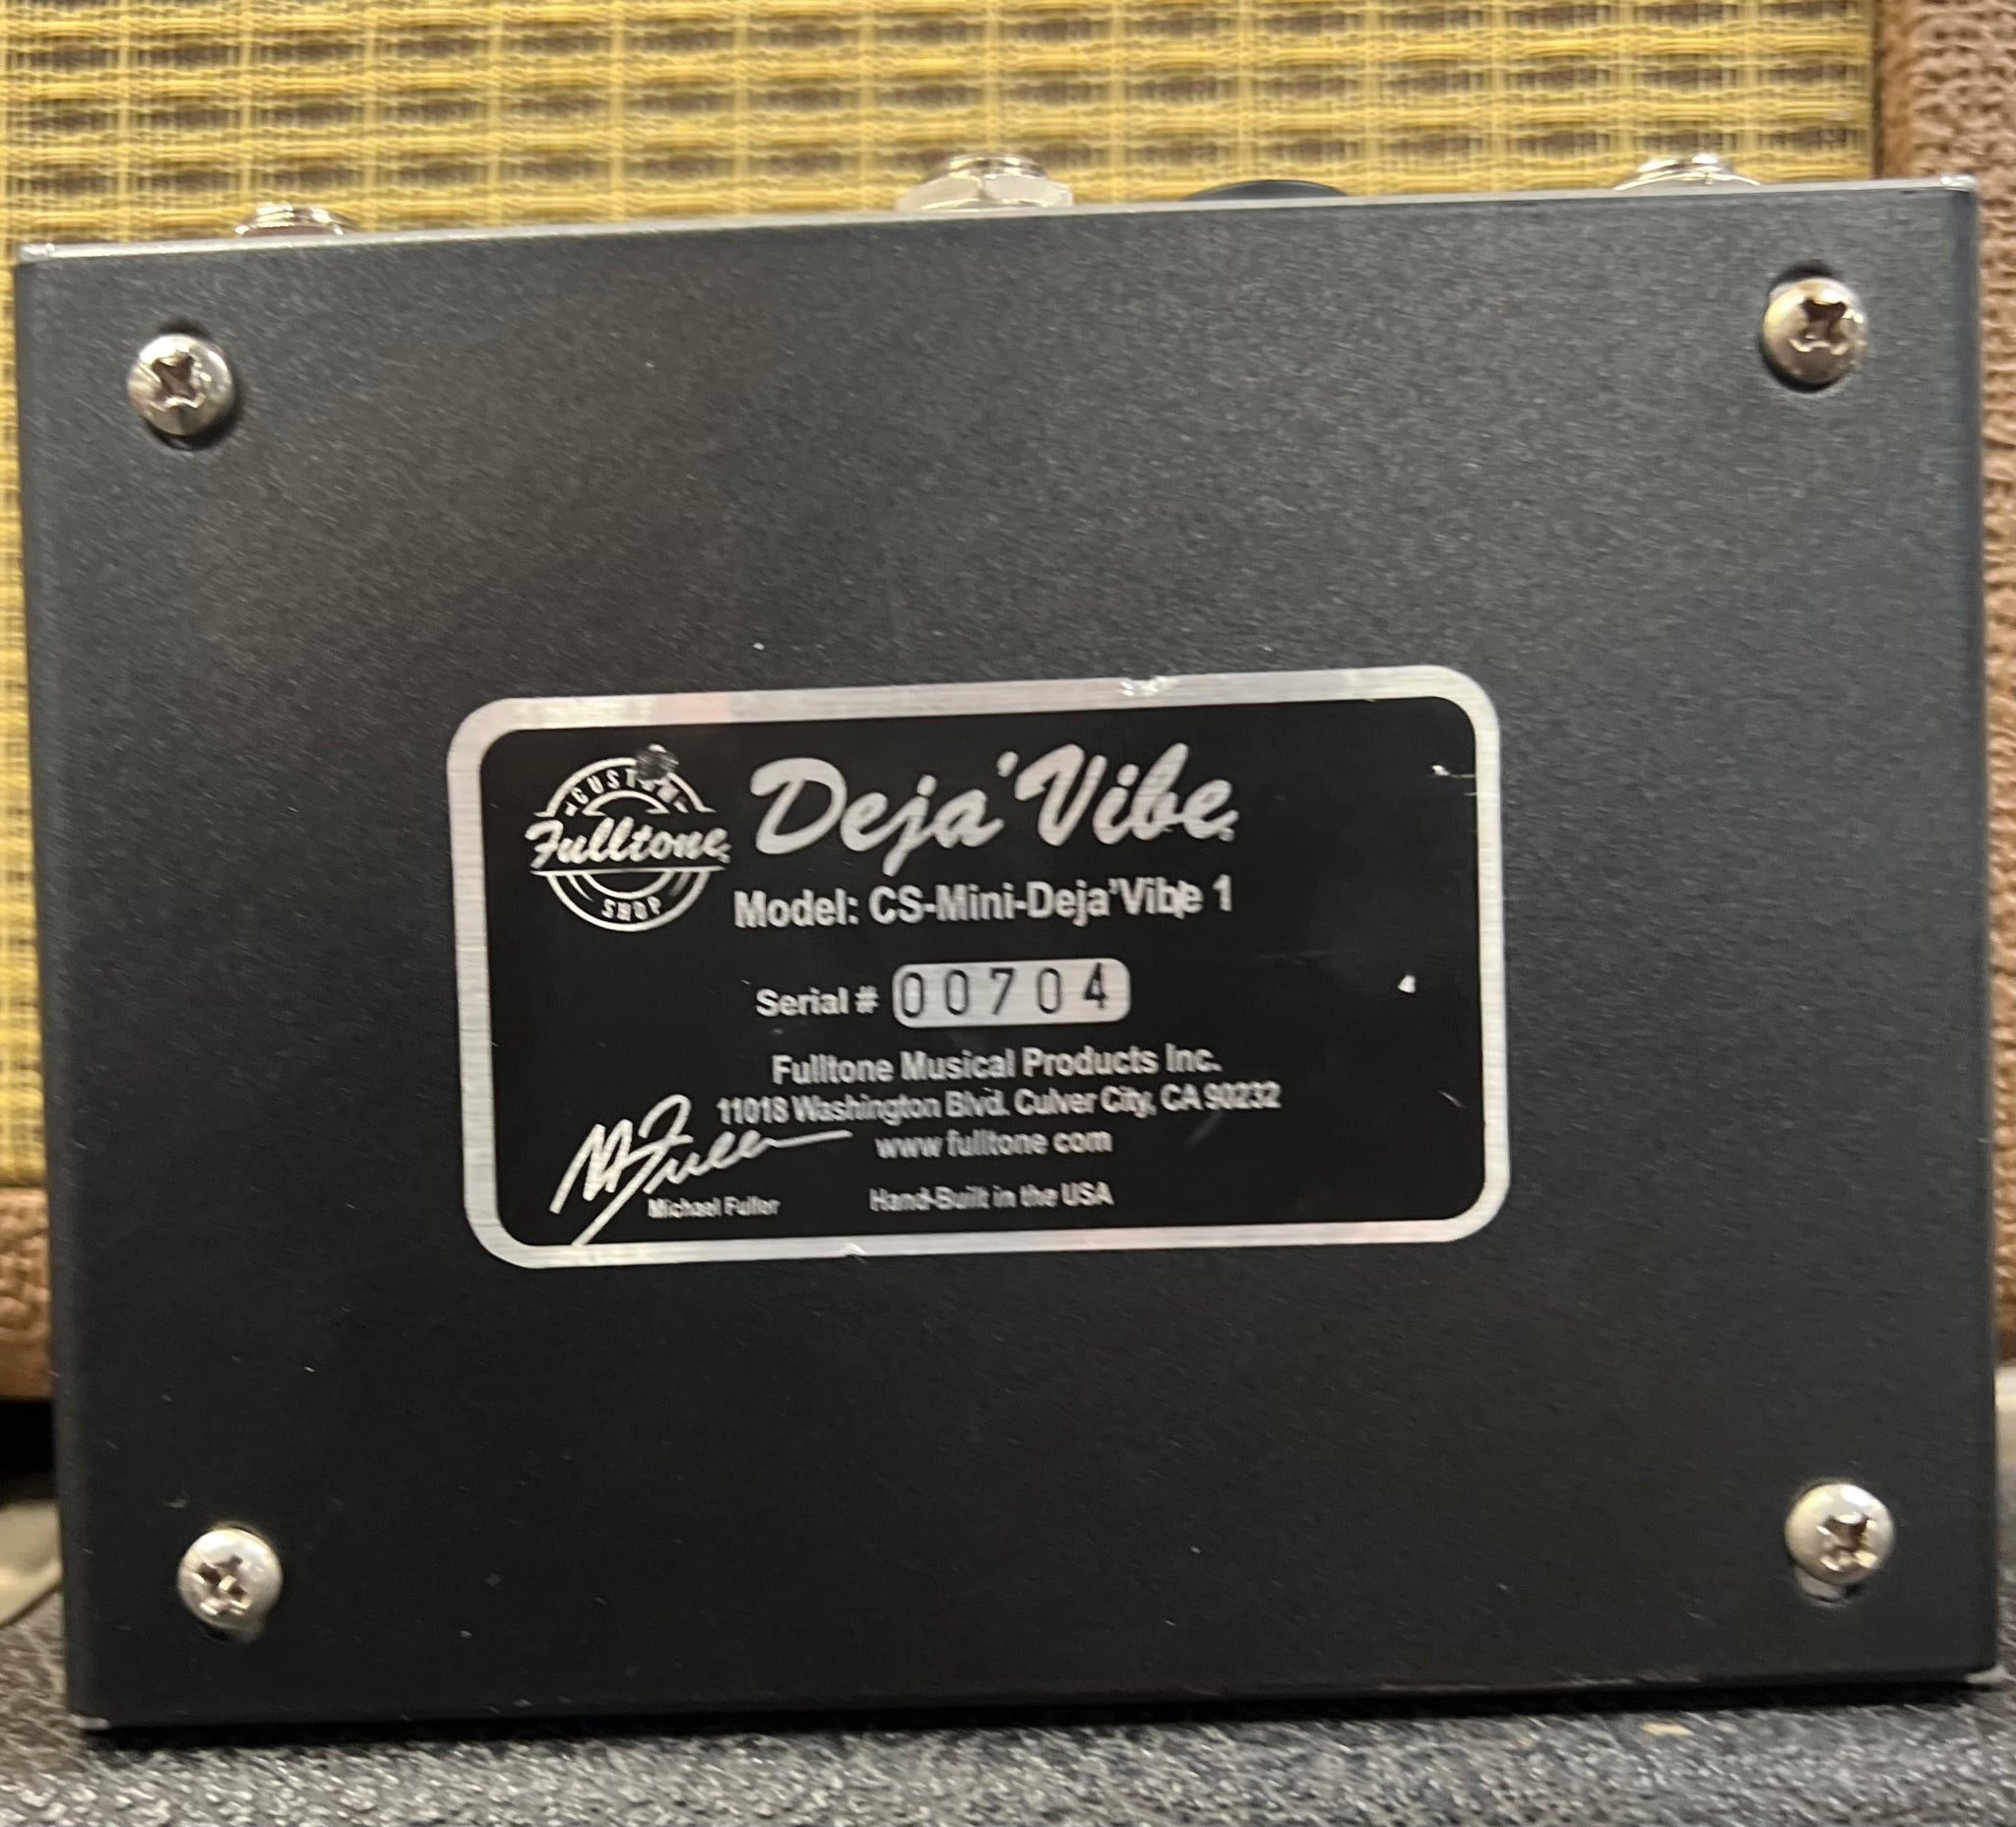 CUSTOM
Fulltone
SHOP
Deja'Vibe
Model: CS-Mini-Deja'Vibe 1
Serial # 00704
Fulltone Musical Products Inc.
11018 Washington Blvd. Culver City, CA 90232
www fulltone com
M Fuller
Michael Fuller
Hand-Built in the USA